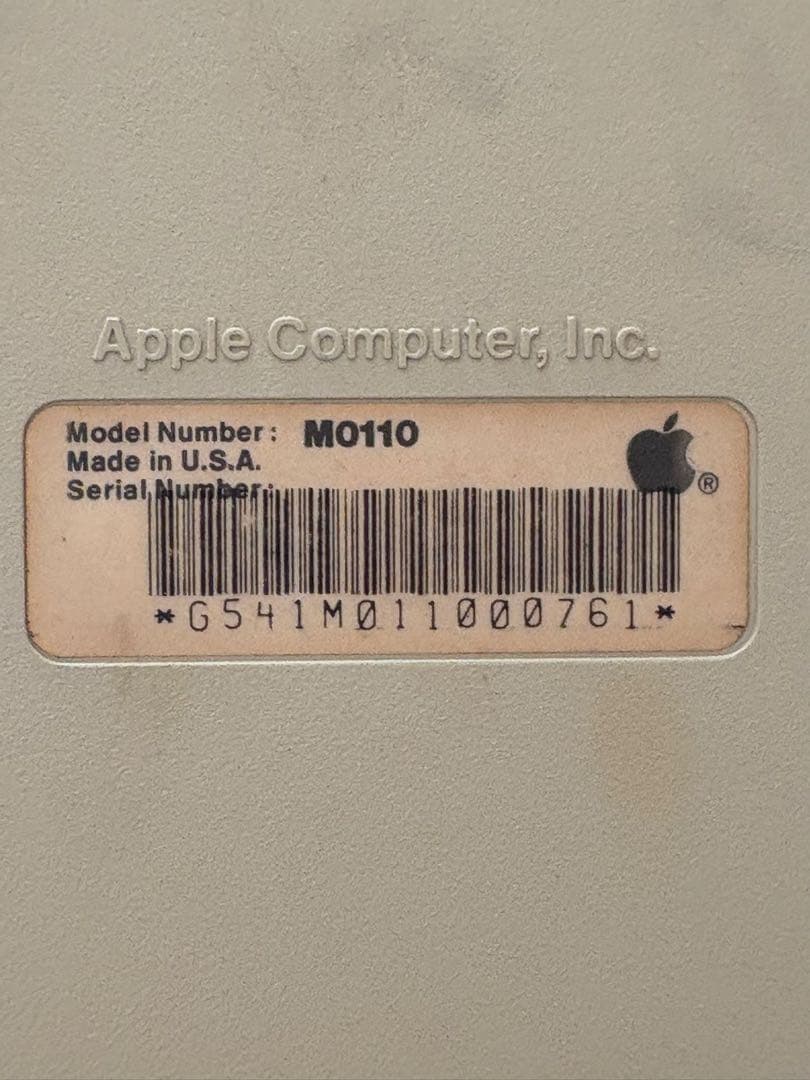 Apple Computer, Inc.
Model Number: M0110
Made in U.S.A.
Serial Number:
®
*G541M011000761*